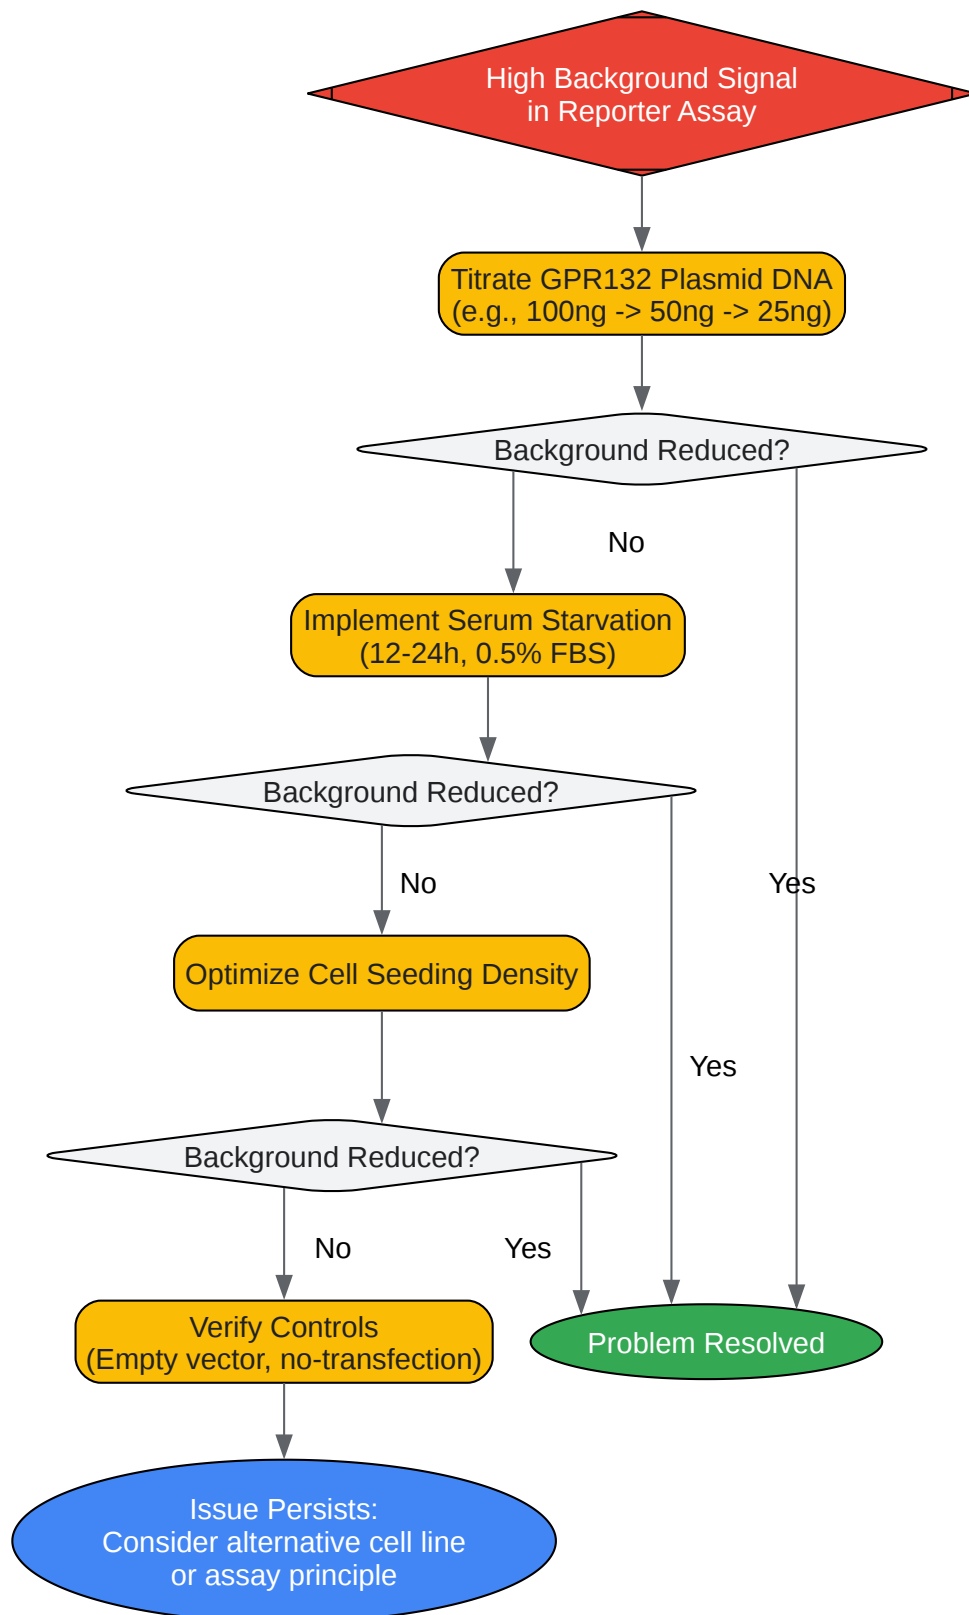 High Background Signal
in Reporter Assay
Titrate GPR132 Plasmid DNA
(e.g., 100ng -> 50ng -> 25ng)
Background Reduced?
No
Implement Serum Starvation
(12-24h, 0.5% FBS)
Background Reduced?
No
Yes
Optimize Cell Seeding Density
Yes
Background Reduced?
No
Yes
Verify Controls
(Empty vector, no-transfection)
Problem Resolved
Issue Persists:
Consider alternative cell line
or assay principle